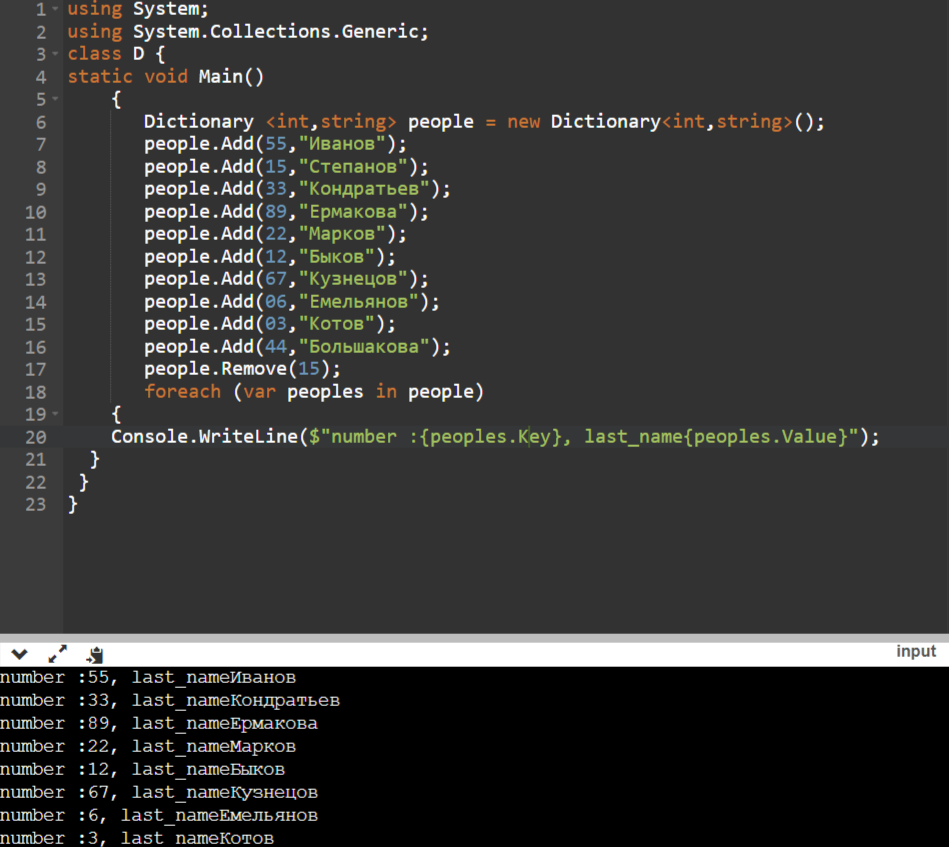 1 using System;
2 using System.Collections.Generic;
3 class D {
4 static void Main()
5 {
6 Dictionary <int,string> people = new Dictionary<int,string>();
7 people.Add(55,"Иванов");
8 people.Add(15,"Степанов");
9 people.Add(33,"Кондратьев");
10 people.Add(89,"Ермакова");
11 people.Add(22,"Марков");
12 people.Add(12,"Быков");
13 people.Add(67,"Кузнецов");
14 people.Add(06,"Емельянов");
15 people.Add(03,"Котов");
16 people.Add(44,"Большакова");
17 people.Remove(15);
18 foreach (var peoples in people)
19 {
20 Console.WriteLine($"number :{peoples.Key}, last_name{peoples.Value}");
21 }
22 }
23 }
input
number :55, last_nameИванов
number :33, last_nameКондратьев
number :89, last_nameЕрмакова
number :22, last_nameМарков
number :12, last_nameБыков
number :67, last_nameКузнецов
number :6, last_nameЕмельянов
number :3, last_nameКотов